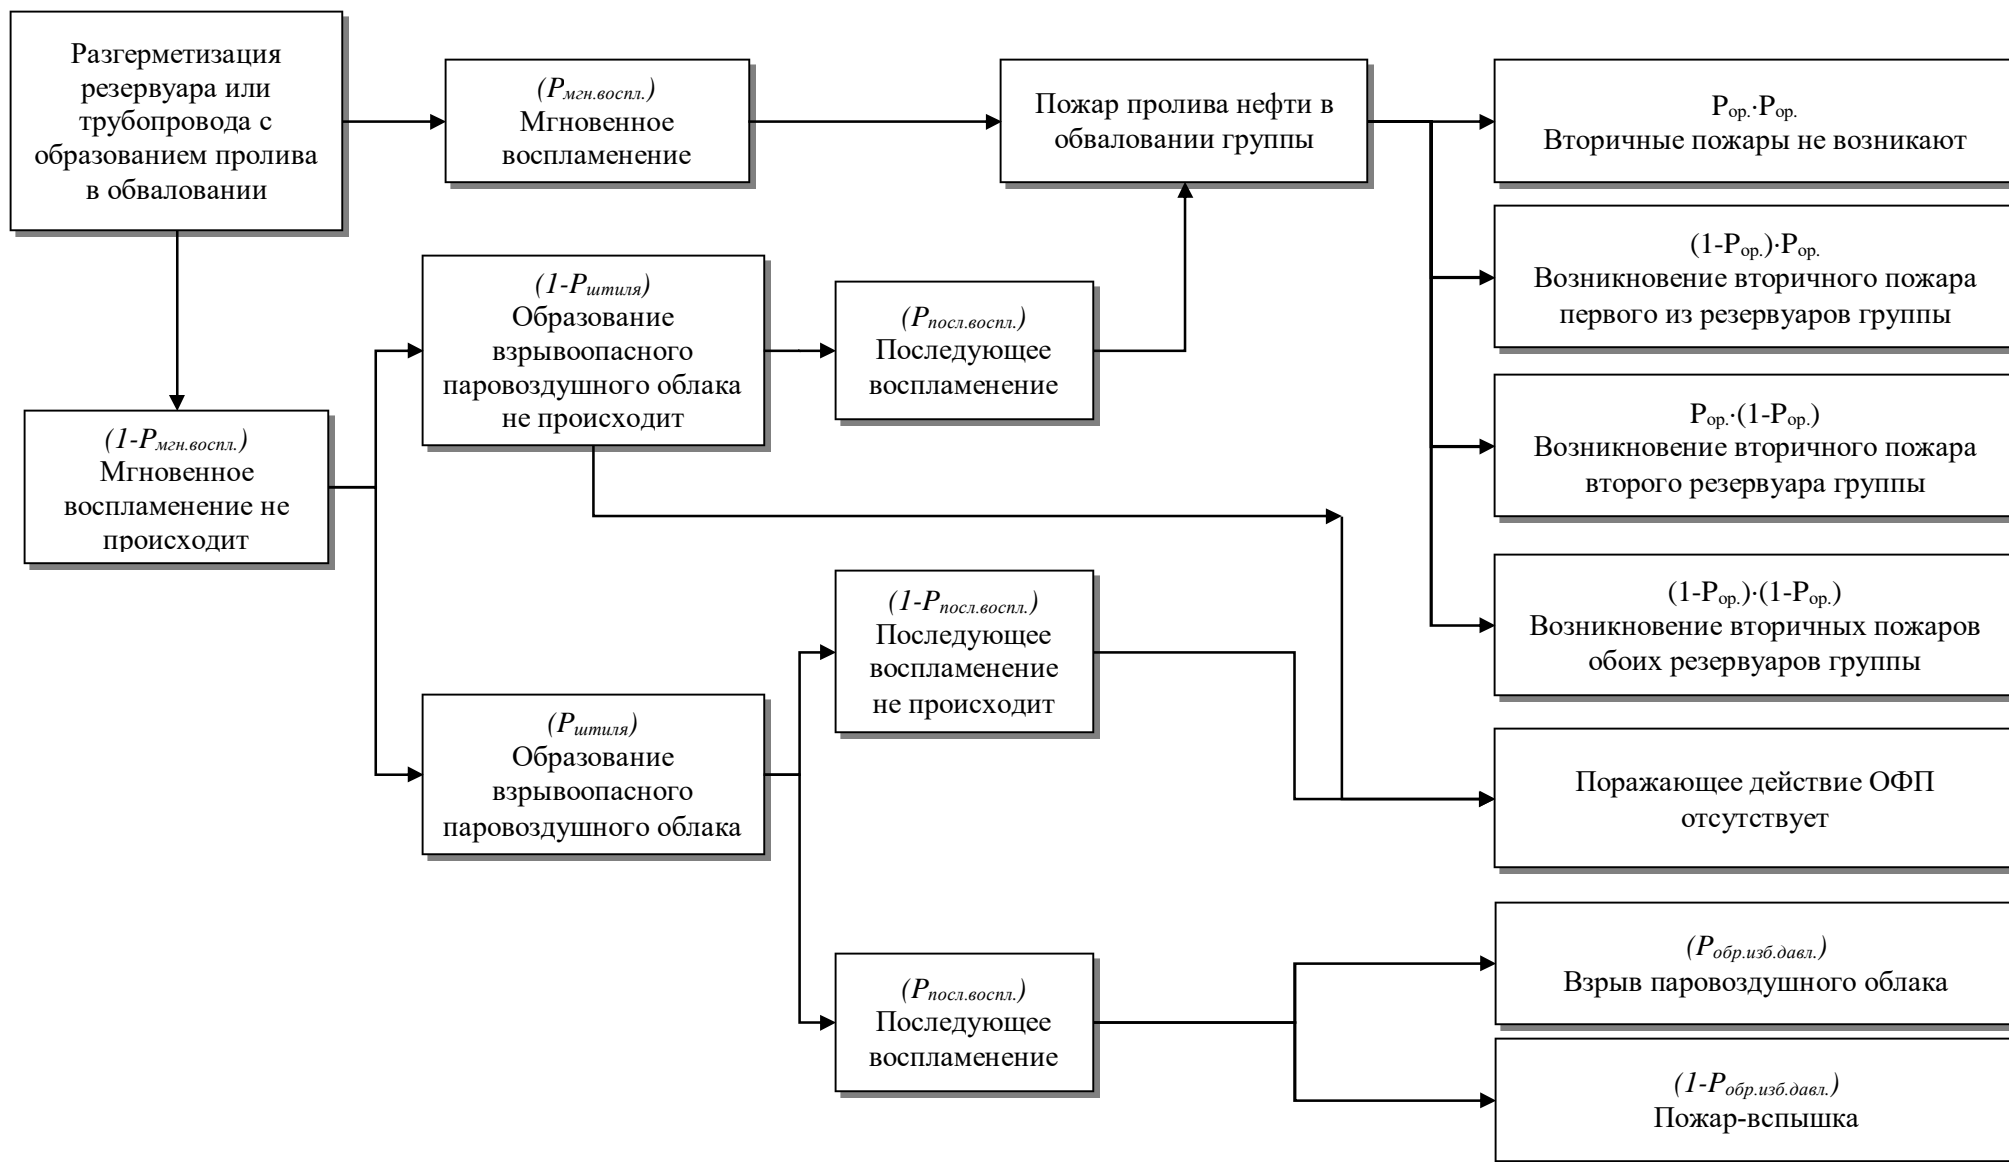 Разгерметизация
резервуара или
трубопровода с
образованием пролива
в обваловании
(Pмгн.воспл.)
Мгновенное
воспламенение
Пожар пролива нефти в
обваловании группы
Pор.·Pор.
Вторичные пожары не возникают
(1-Pор.)·Pор.
Возникновение вторичного пожара
первого из резервуаров группы
(1-Pштиля)
Образование
взрывоопасного
паровоздушного облака
не происходит
(Pпосл.воспл.)
Последующее
воспламенение
Pор.·(1-Pор.)
Возникновение вторичного пожара
второго резервуара группы
(1-Pмгн.воспл.)
Мгновенное
воспламенение не
происходит
(1-Pпосл.воспл.)
Последующее
воспламенение
не происходит
(1-Pор.)·(1-Pор.)
Возникновение вторичных пожаров
обоих резервуаров группы
(Pштиля)
Образование
взрывоопасного
паровоздушного облака
Поражающее действие ОФП
отсутствует
(Pпосл.воспл.)
Последующее
воспламенение
(Pобр.изб.давл.)
Взрыв паровоздушного облака
(1-Pобр.изб.давл.)
Пожар-вспышка